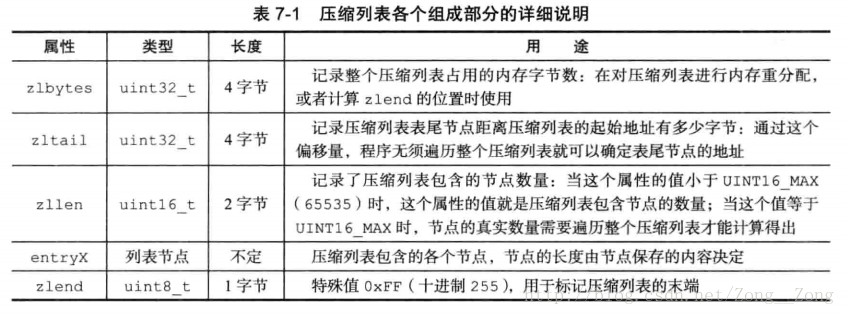 表 7-1 压缩列表各个组成部分的详细说明
属性 类型 长度 用 途
zlbytes uint32_t 4 字节 记录整个压缩列表占用的内存字节数：在对压缩列表进行内存重分配，
或者计算 zlend 的位置时使用
zltail uint32_t 4 字节 记录压缩列表表尾节点距离压缩列表的起始地址有多少字节：通过这个
偏移量，程序无须遍历整个压缩列表就可以确定表尾节点的地址
zllen uint16_t 2 字节 记录了压缩列表包含的节点数量：当这个属性的值小于 UINT16_MAX
（65535）时，这个属性的值就是压缩列表包含节点的数量；当这个值等于
UINT16_MAX 时，节点的真实数量需要遍历整个压缩列表才能计算得出
entryX 列表节点 不定 压缩列表包含的各个节点，节点的长度由节点保存的内容决定
zlend uint8_t 1 字节 特殊值 0xFF（十进制 255），用于标记压缩列表的末端
http://blog.csdn.net/Zong__Zong